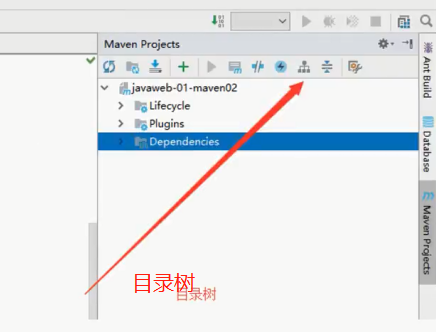 Maven Projects
javaweb-01-maven02
Lifecycle
Plugins
Dependencies
目录树
目录树
Ant Build
Database
m Maven Projects